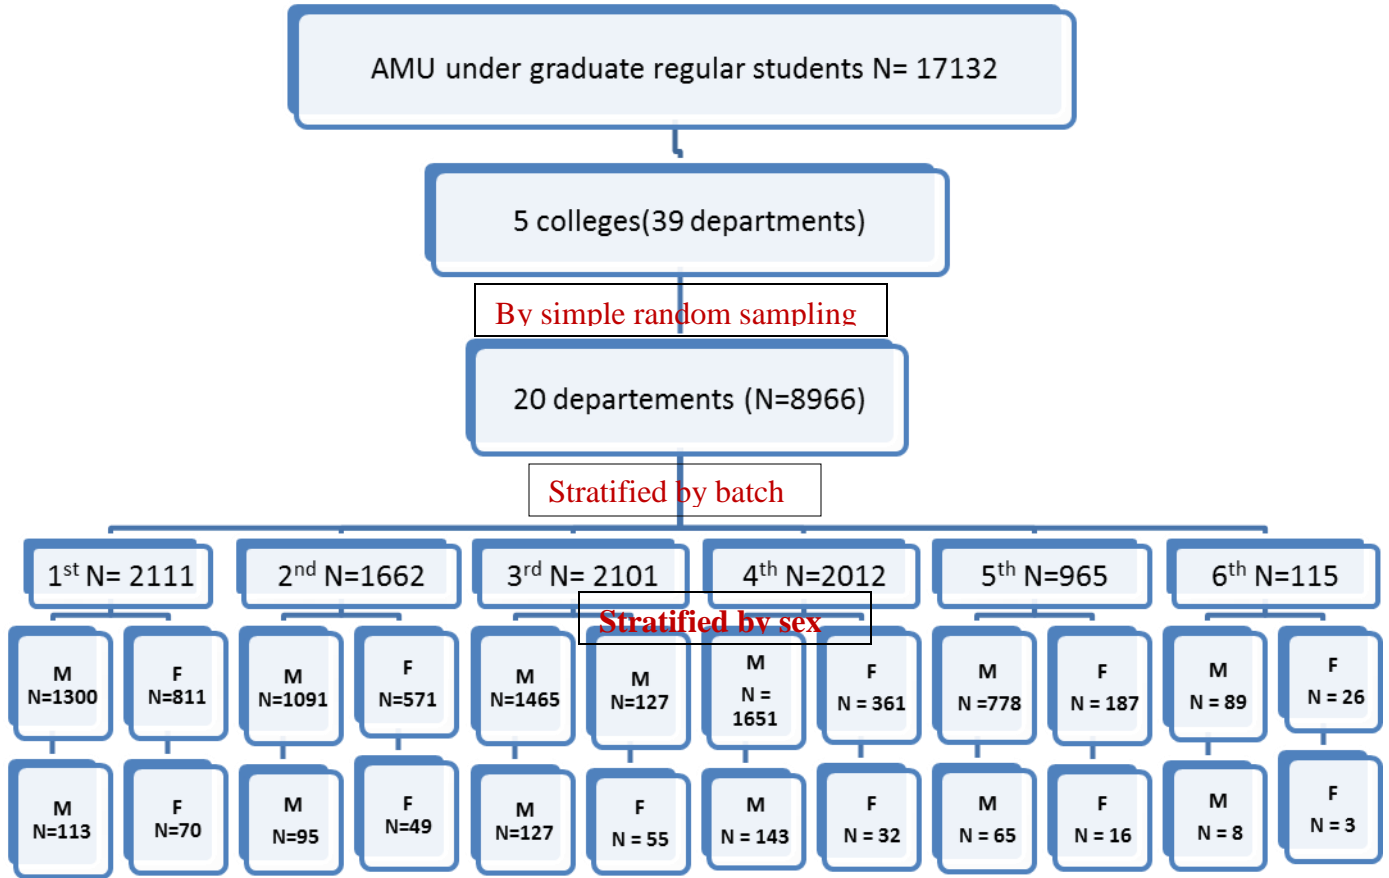 AMU under graduate regular students N= 17132
5 colleges(39 departments)
By simple random sampling
20 departements (N=8966)
Stratified by batch
1st N= 2111
2nd N=1662
3rd N= 2101
4th N=2012
5th N=965
6th N=115
Stratified by sex
M
N=1300
F
N=811
M
N=1091
F
N=571
M
N=1465
M
N=127
M
N =
1651
F
N = 361
M
N =778
F
N = 187
M
N = 89
F
N = 26
M
N=113
F
N=70
M
N=95
F
N=49
M
N=127
F
N = 55
M
N = 143
F
N = 32
M
N = 65
F
N = 16
M
N = 8
F
N = 3